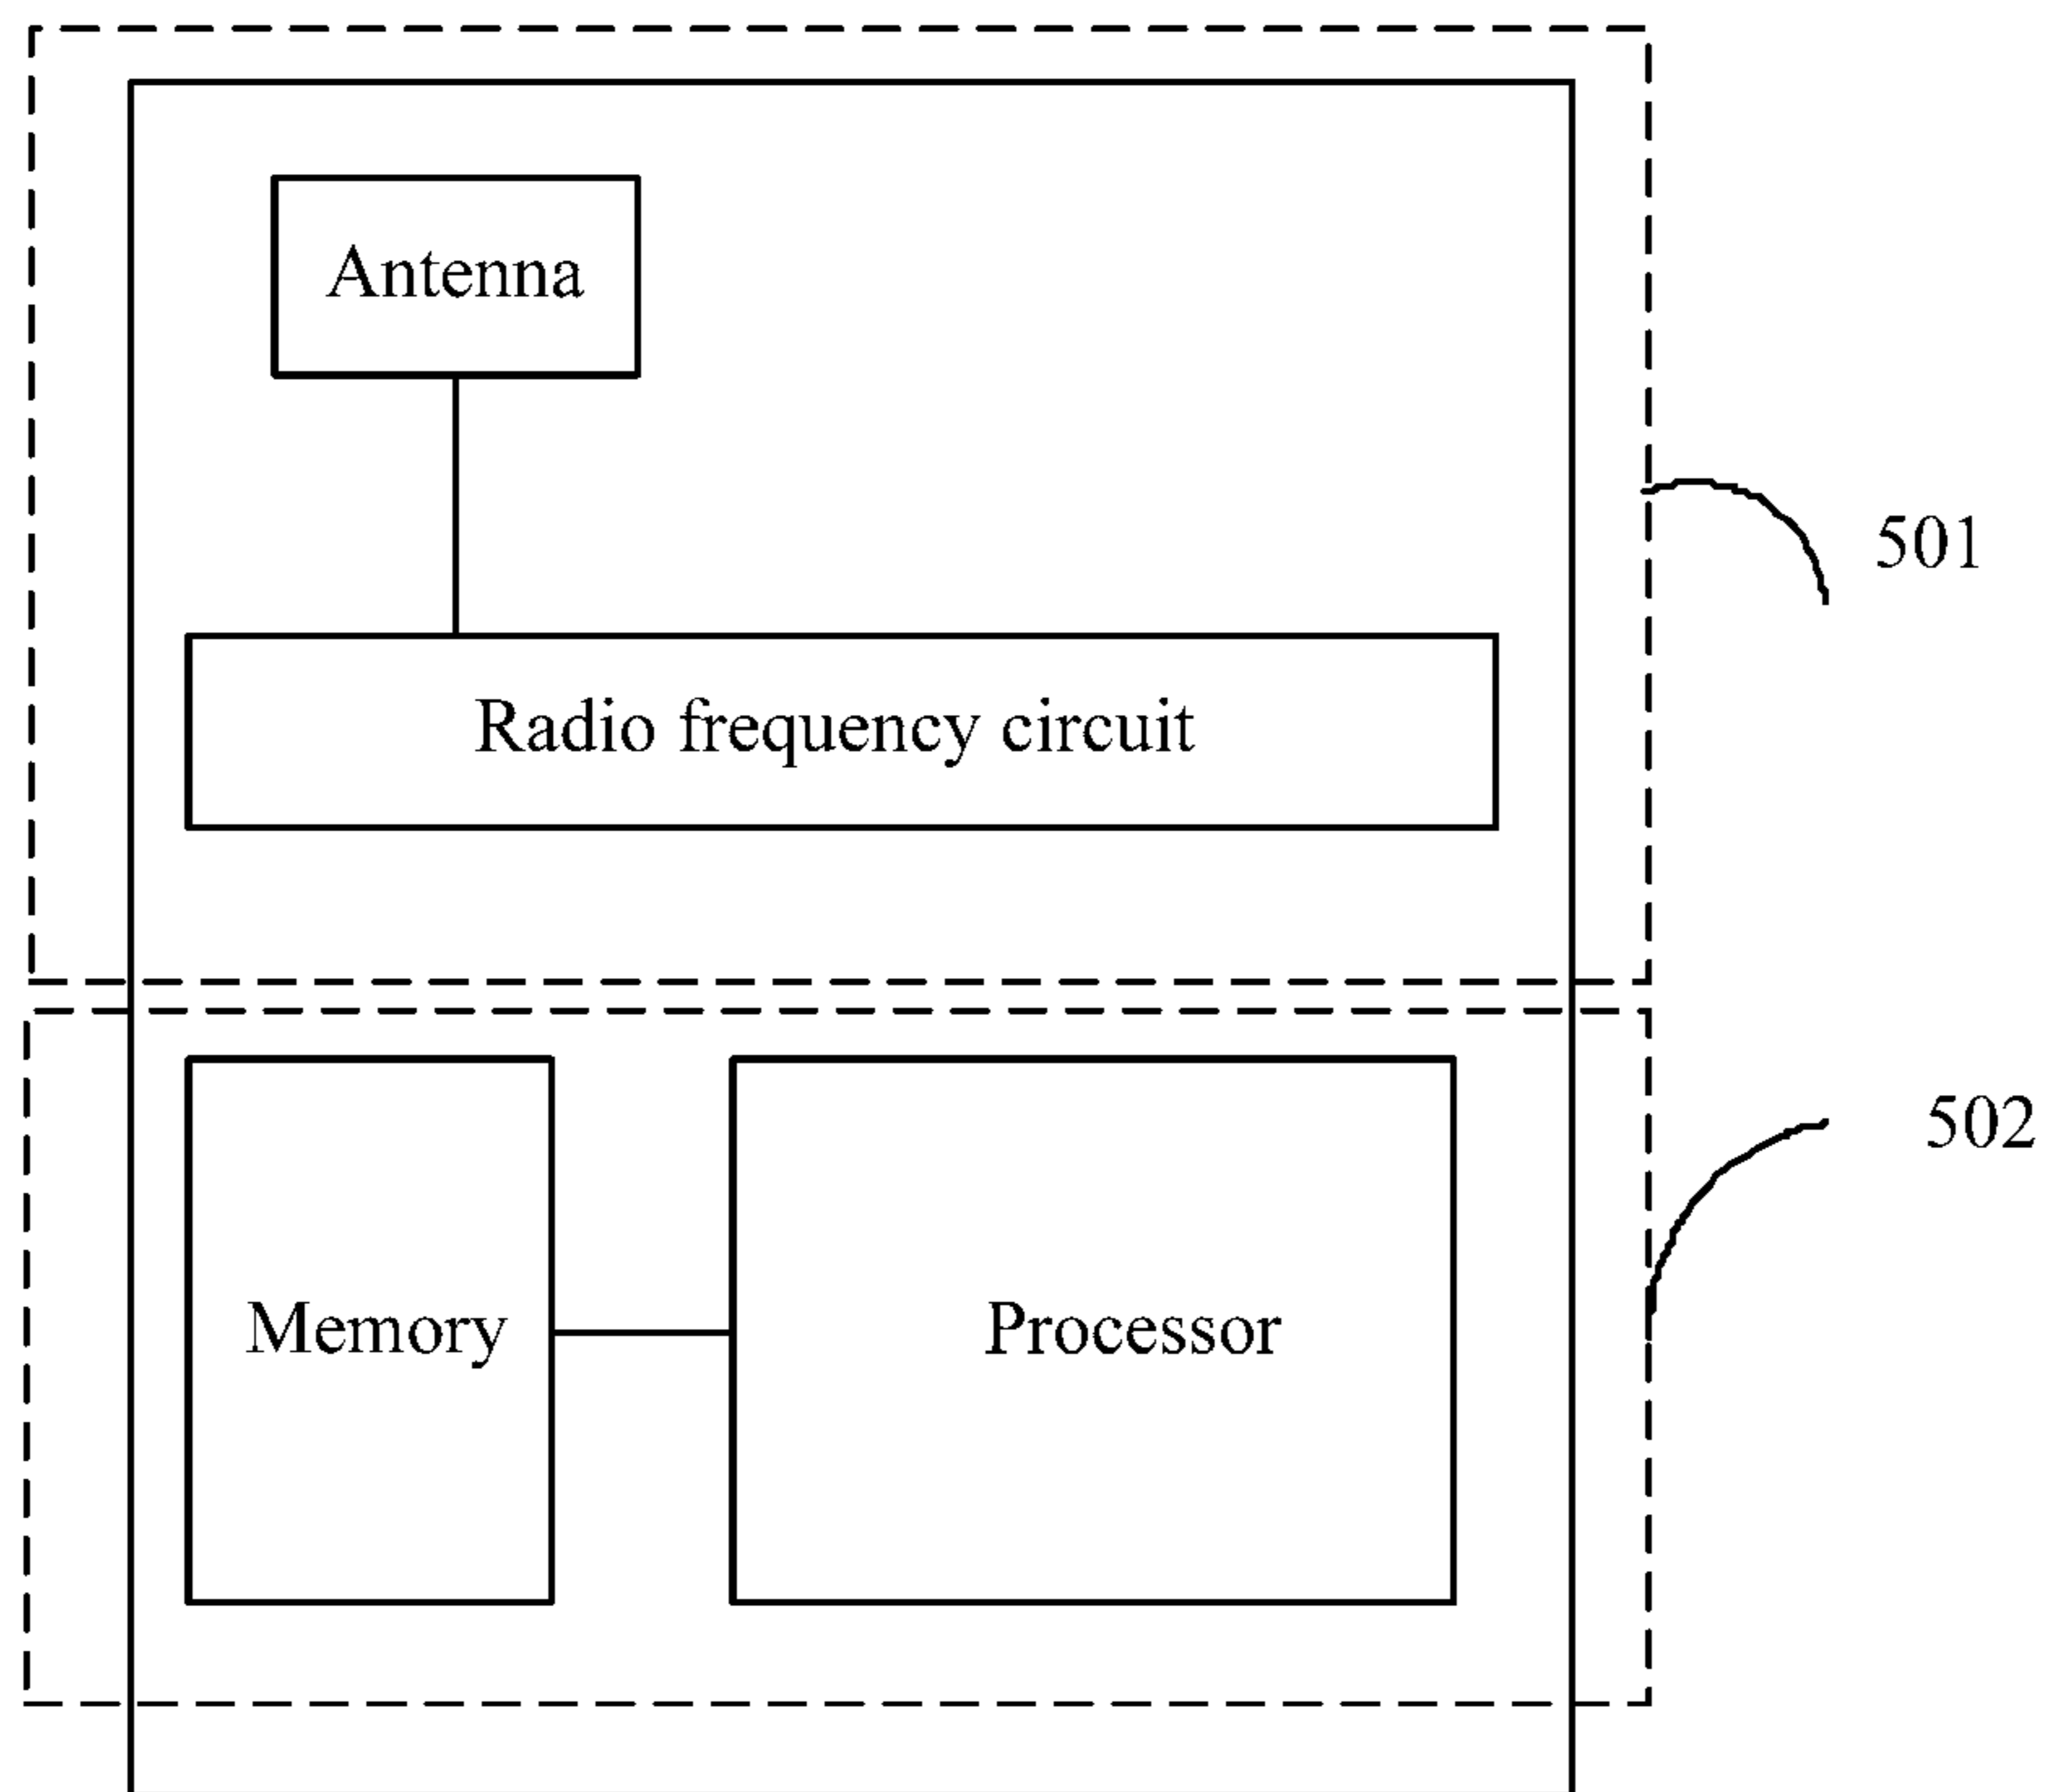 Antenna
501
Radio frequency circuit
502
Memory
Processor